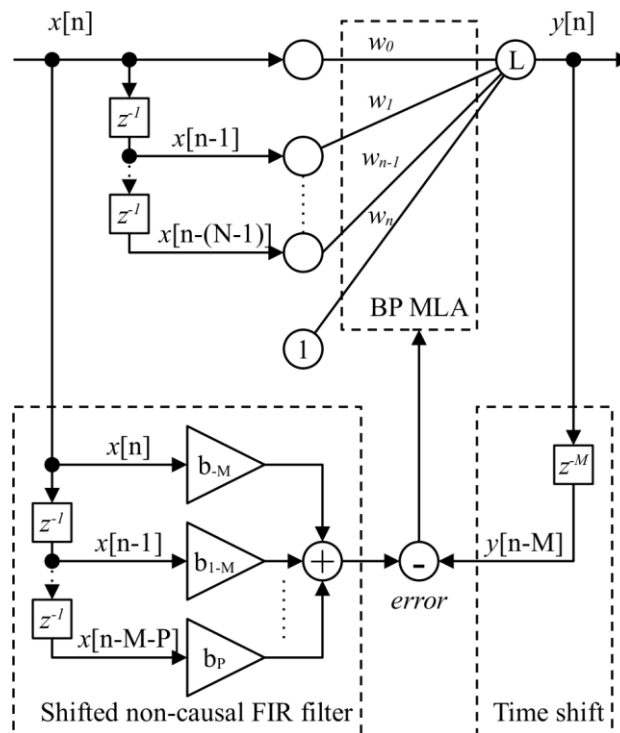 x[n]
y[n]
w₀
L
z⁻¹
x[n-1]
w₁
wₙ₋₁
z⁻¹
x[n-(N-1)]
wₙ
BP MLA
1
x[n]
b₋M
z⁻ᴹ
z⁻¹
x[n-1]
b₁₋M
+
-
y[n-M]
error
z⁻¹
x[n-M-P]
bP
Shifted non-causal FIR filter
Time shift